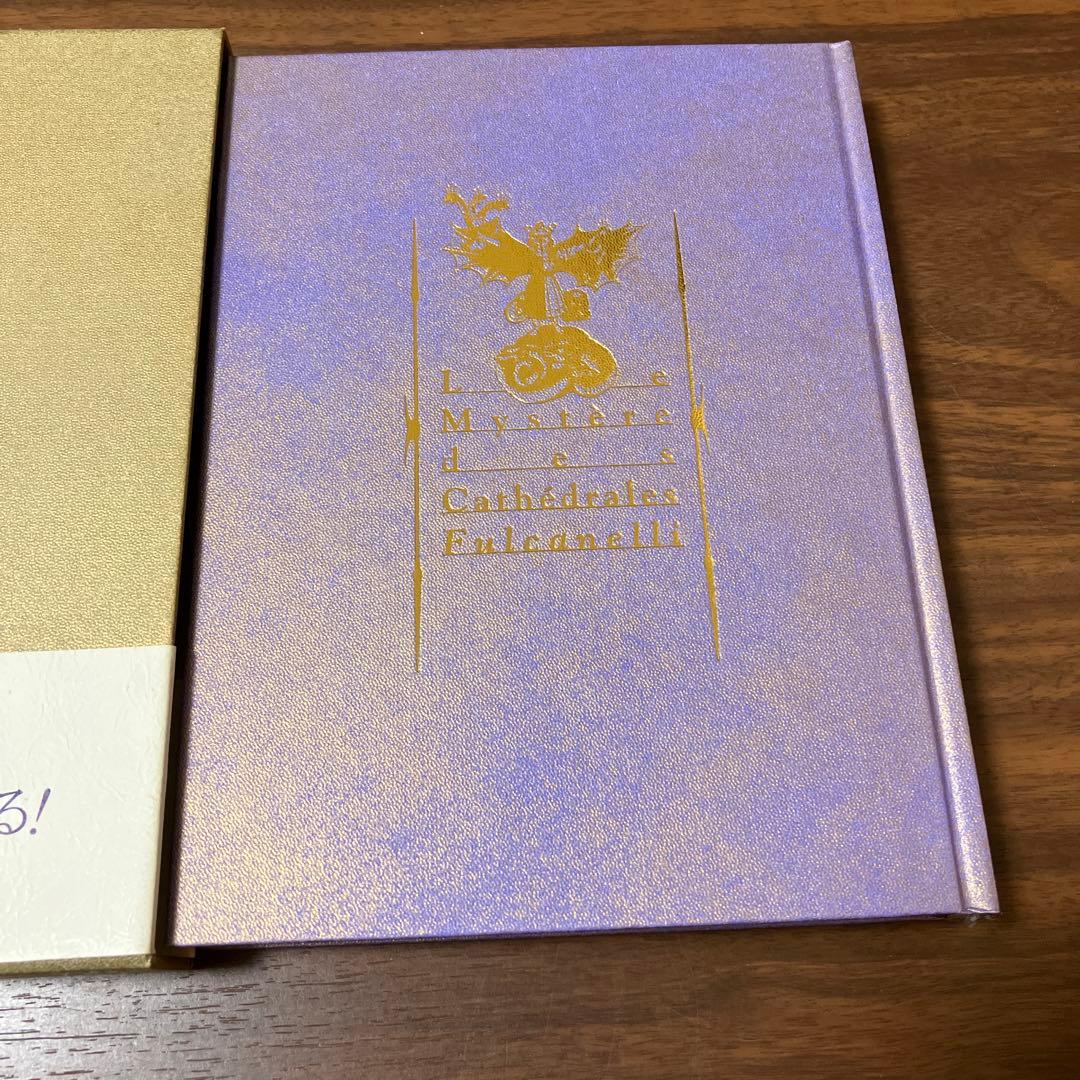 Le
Mystère
des
Cathédrales
Fulcanelli
る!